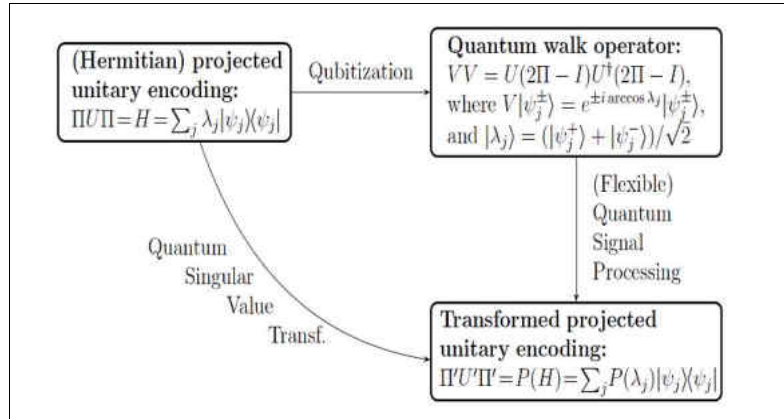 (Hermitian) projected
unitary encoding:
ΠUΠ=H=∑_j λ_j|ψ_j⟩⟨ψ_j|
Qubitization
Quantum walk operator:
VV = U(2Π − I)U†(2Π − I),
where V|ψ_j^±⟩ = e^{±i arccos λ_j}|ψ_j^±⟩,
and |λ_j⟩ = (|ψ_j^+⟩ + |ψ_j^−⟩)/√2
(Flexible)
Quantum
Signal
Processing
Quantum
Singular
Value
Transf.
Transformed projected
unitary encoding:
Π′U′Π′=P(H)=∑_j P(λ_j)|ψ_j⟩⟨ψ_j|